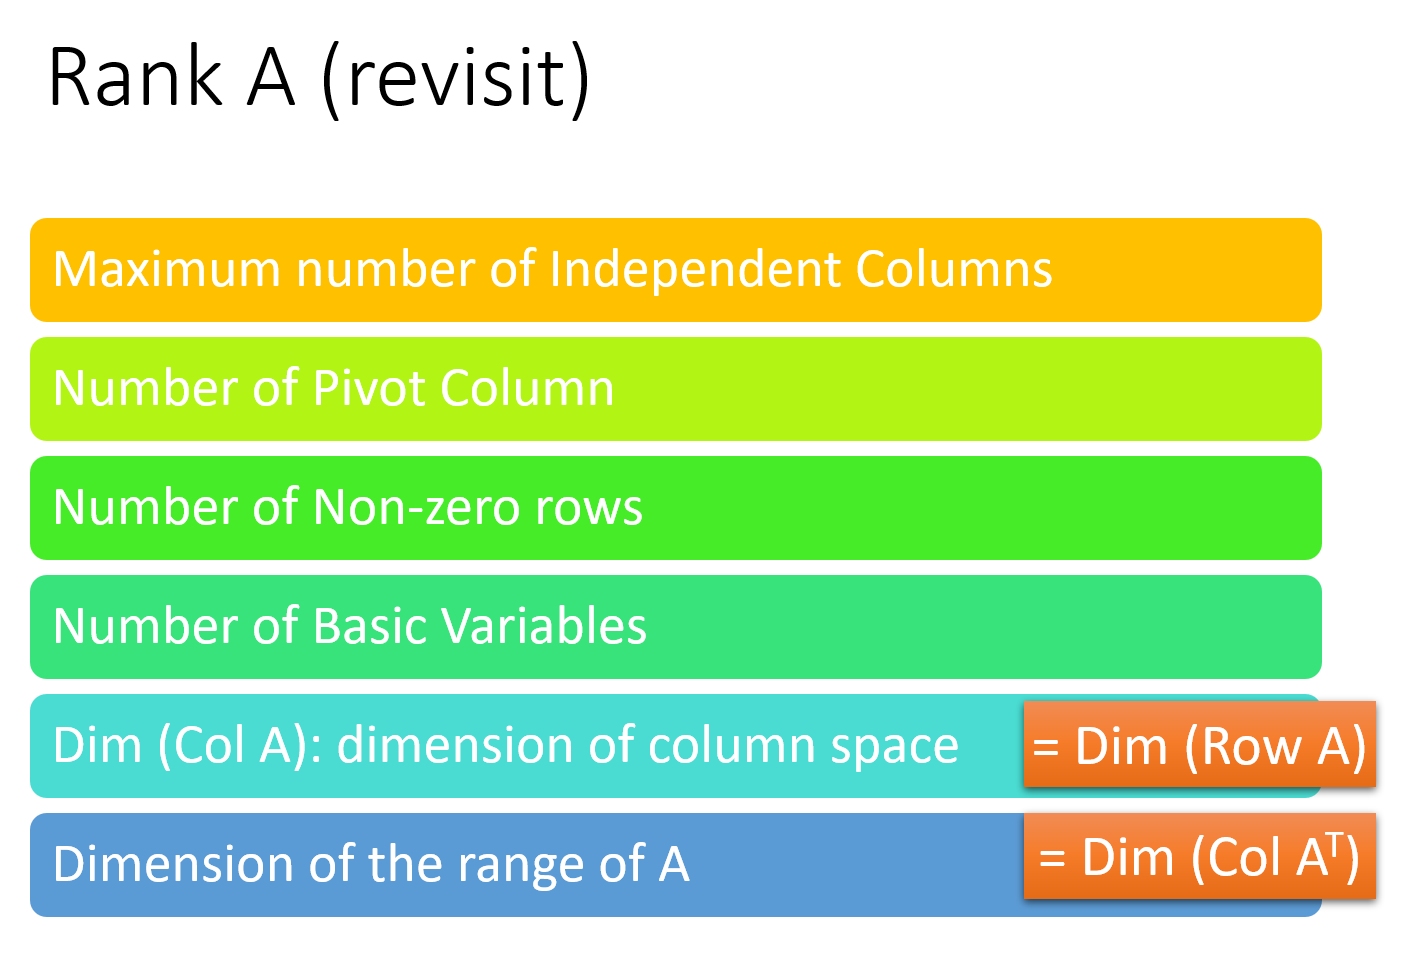 Rank A (revisit)
Maximum number of Independent Columns
Number of Pivot Column
Number of Non-zero rows
Number of Basic Variables
Dim (Col A): dimension of column space
= Dim (Row A)
Dimension of the range of A
= Dim (Col Aᵀ)